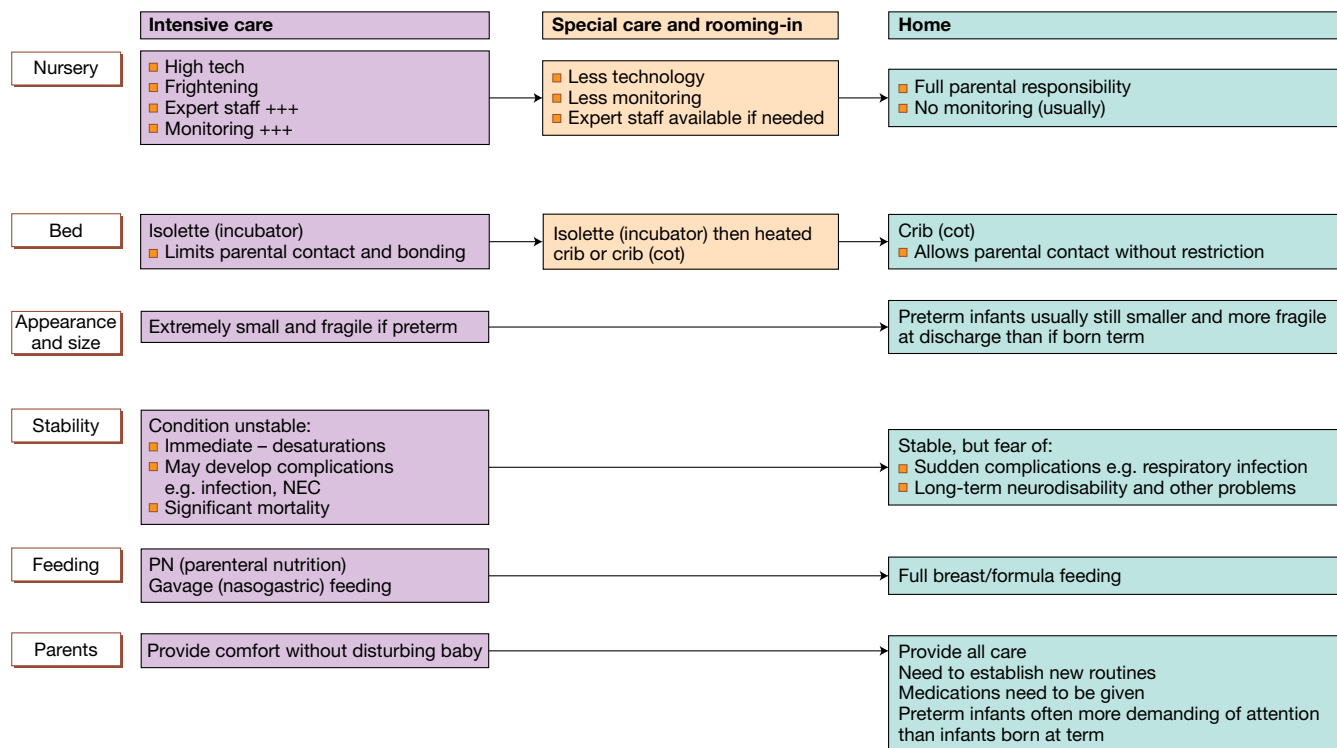 Intensive care
Special care and rooming-in
Home
Nursery
High tech
Frightening
Expert staff +++
Monitoring +++
Less technology
Less monitoring
Expert staff available if needed
Full parental responsibility
No monitoring (usually)
Bed
Isolette (incubator)
Limits parental contact and bonding
Isolette (incubator) then heated
crib or crib (cot)
Crib (cot)
Allows parental contact without restriction
Appearance
and size
Extremely small and fragile if preterm
Preterm infants usually still smaller and more fragile
at discharge than if born term
Stability
Condition unstable:
Immediate – desaturations
May develop complications
e.g. infection, NEC
Significant mortality
Stable, but fear of:
Sudden complications e.g. respiratory infection
Long-term neurodisability and other problems
Feeding
PN (parenteral nutrition)
Gavage (nasogastric) feeding
Full breast/formula feeding
Parents
Provide comfort without disturbing baby
Provide all care
Need to establish new routines
Medications need to be given
Preterm infants often more demanding of attention
than infants born at term